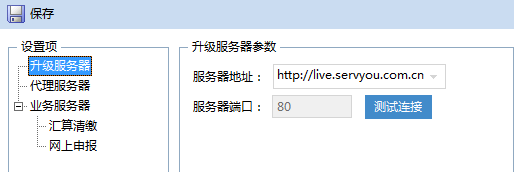 保存
设置项
升级服务器
代理服务器
业务服务器
汇算清缴
网上申报
升级服务器参数
服务器地址： http://live.servyou.com.cn
服务器端口： 80 测试连接